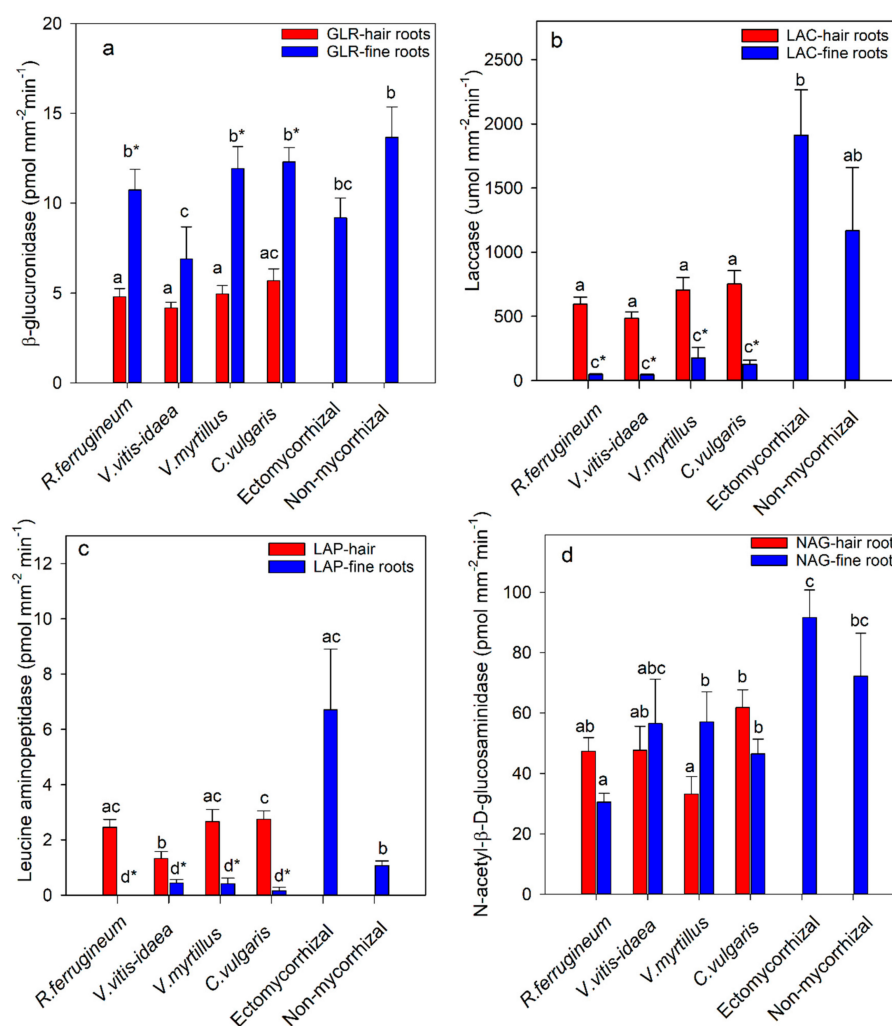 a
GLR-hair roots
GLR-fine roots
β-glucuronidase (pmol mm⁻²min⁻¹)
20
15
10
5
0
b*
c
b*
b*
bc
b
a
a
a
ac
R.ferrugineum
V.vitis-idaea
V.myrtillus
C.vulgaris
Ectomycorrhizal
Non-mycorrhizal
b
LAC-hair roots
LAC-fine roots
Laccase (umol mm⁻²min⁻¹)
2500
2000
1500
1000
500
0
a
a
a
a
b
ab
c*
c*
c*
c*
R.ferrugineum
V.vitis-idaea
V.myrtillus
C.vulgaris
Ectomycorrhizal
Non-mycorrhizal
c
LAP-hair
LAP-fine roots
Leucine aminopeptidase (pmol mm⁻² min⁻¹)
12
9
6
4
2
0
ac
b
ac
c
ac
b
d*
d*
d*
d*
R.ferrugineum
V.vitis-idaea
V.myrtillus
C.vulgaris
Ectomycorrhizal
Non-mycorrhizal
d
NAG-hair root
NAG-fine root
N-acetyl-β-D-glucosaminidase (pmol mm⁻²min⁻¹)
100
80
60
40
20
0
ab
a
ab
abc
a
b
b
b
c
bc
R.ferrugineum
V.vitis-idaea
V.myrtillus
C.vulgaris
Ectomycorrhizal
Non-mycorrhizal